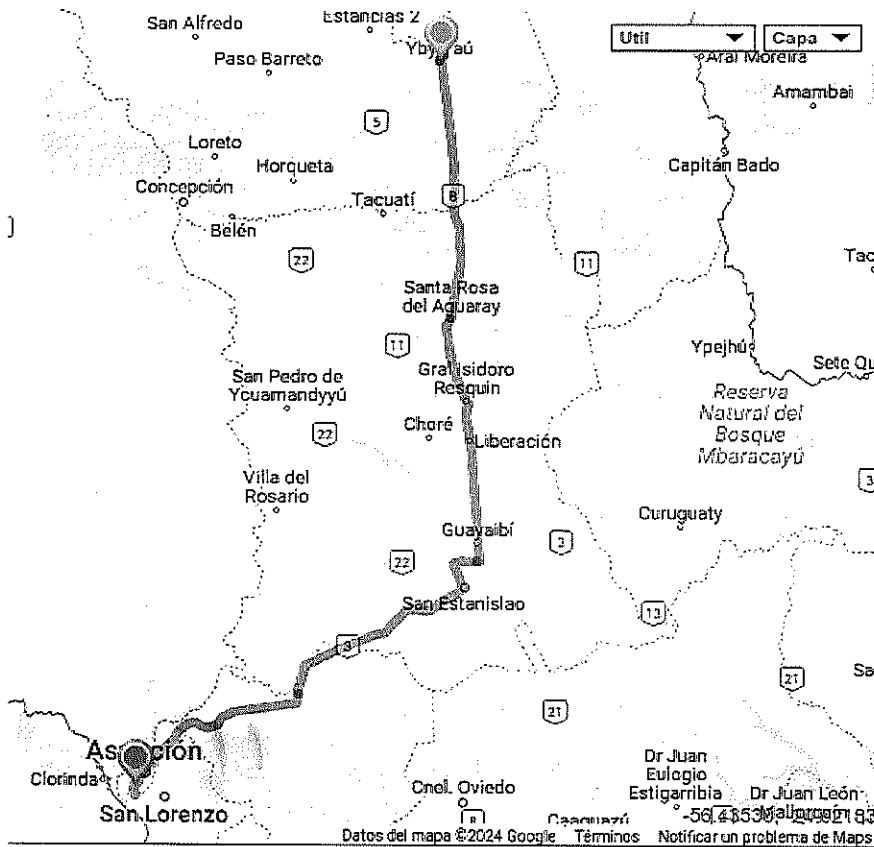 Estancias 2
San Alfredo
Util
Capa
Paso Barreto
Aral Moreira
Amambai
5
Loreto
Horqueta
Capitán Bado
Concepción
Tacuatí
8
Belén
22
11
Santa Rosa
del Aguaray
11
Ypejhú
Gral Isidoro
Resquin
San Pedro de
Ycuamandyyú
Reserva
Natural del
Bosque
Mbaracayú
Choré
22
Liberación
Villa del
Rosario
3
Curuguaty
Guayaibí
3
22
San Estanislao
13
3
21
21
Clorinda
San Lorenzo
Cnel. Oviedo
Dr Juan
Eulogio
Estigarribia
Dr Juan León
Caaguazú
Datos del mapa ©2024 Google
Términos
Notificar un problema de Maps